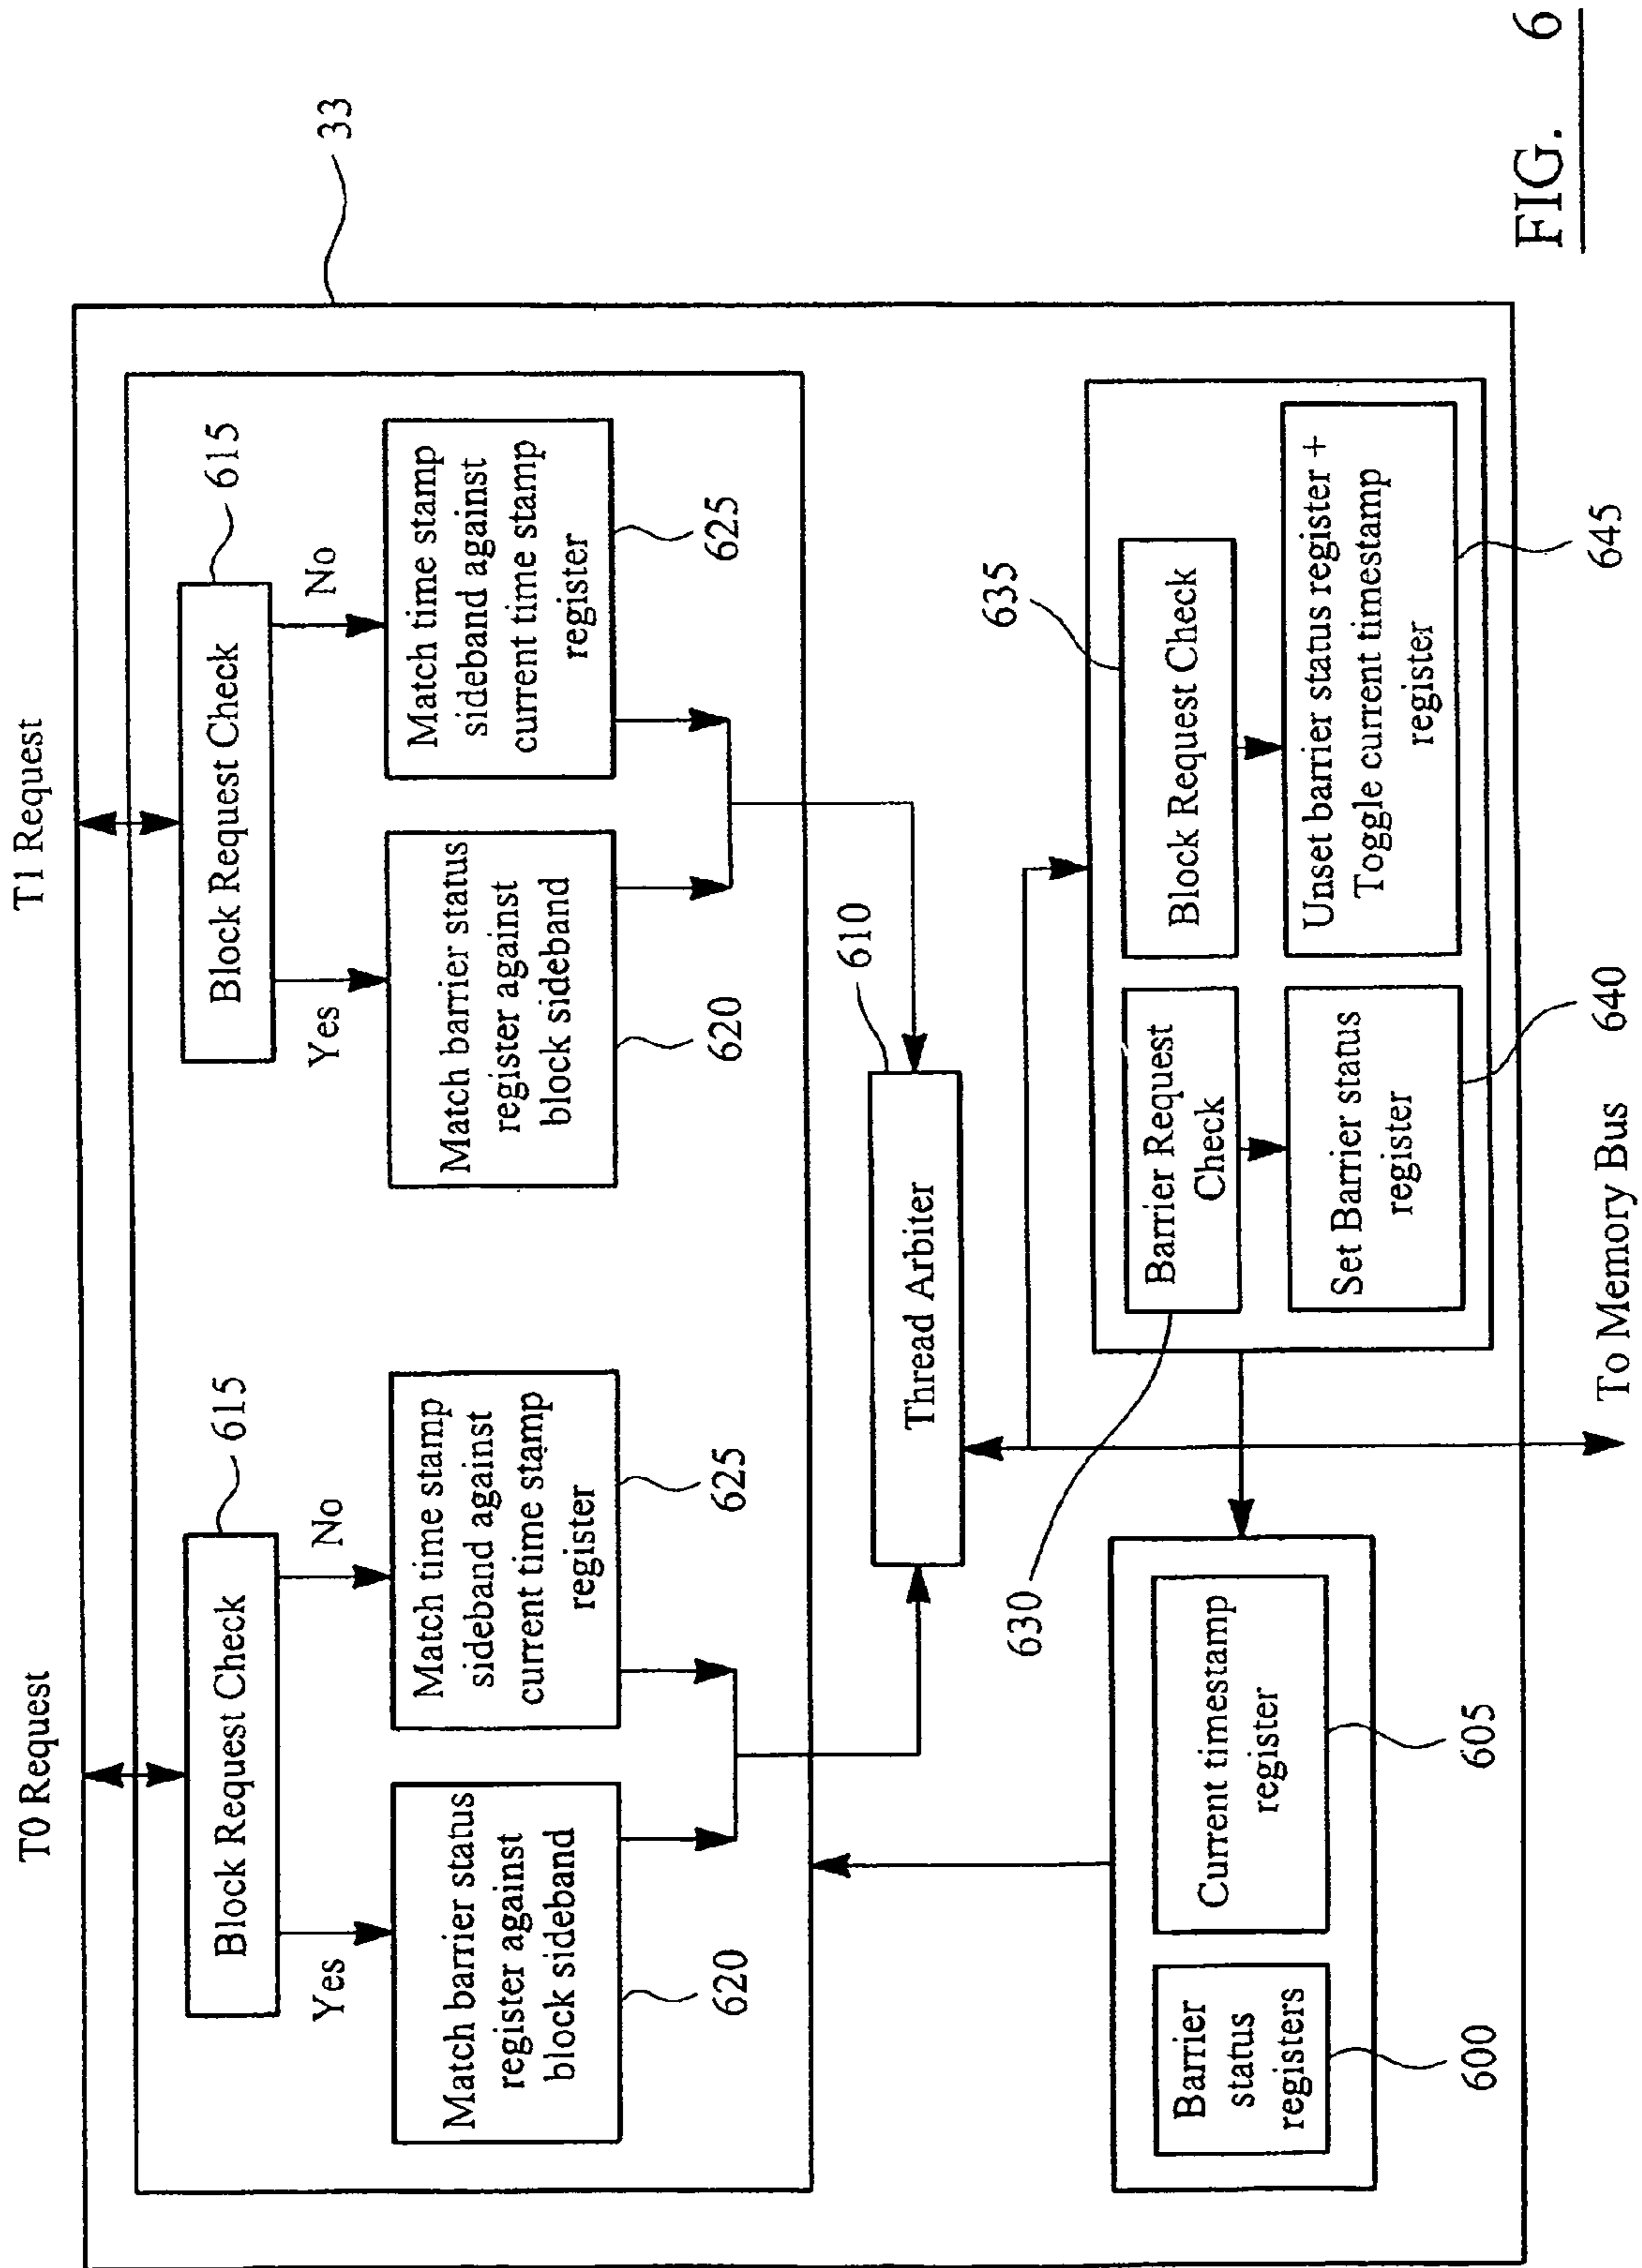 T0 Request
T1 Request
33
Block Request Check
615
Block Request Check
615
Yes
No
Yes
No
Match barrier status
register against
block sideband
620
Match time stamp
sideband against
current time stamp
register
625
Match barrier status
register against
block sideband
620
Match time stamp
sideband against
current time stamp
register
625
610
Thread Arbiter
630
635
Barrier
status
registers
600
Current timestamp
register
605
Barrier Request
Check
Block Request Check
Set Barrier status
register
640
Unset barrier status register +
Toggle current timestamp
register
645
To Memory Bus
FIG. 6